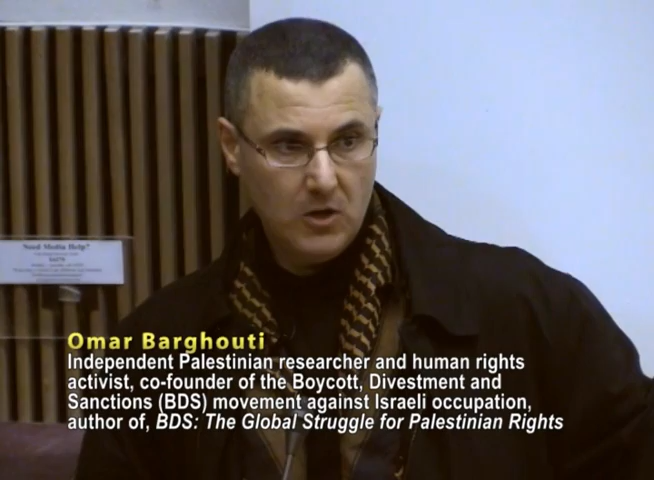 Need Media Help?
Omar Barghouti
Independent Palestinian researcher and human rights
activist, co-founder of the Boycott, Divestment and
Sanctions (BDS) movement against Israeli occupation,
author of, BDS: The Global Struggle for Palestinian Rights